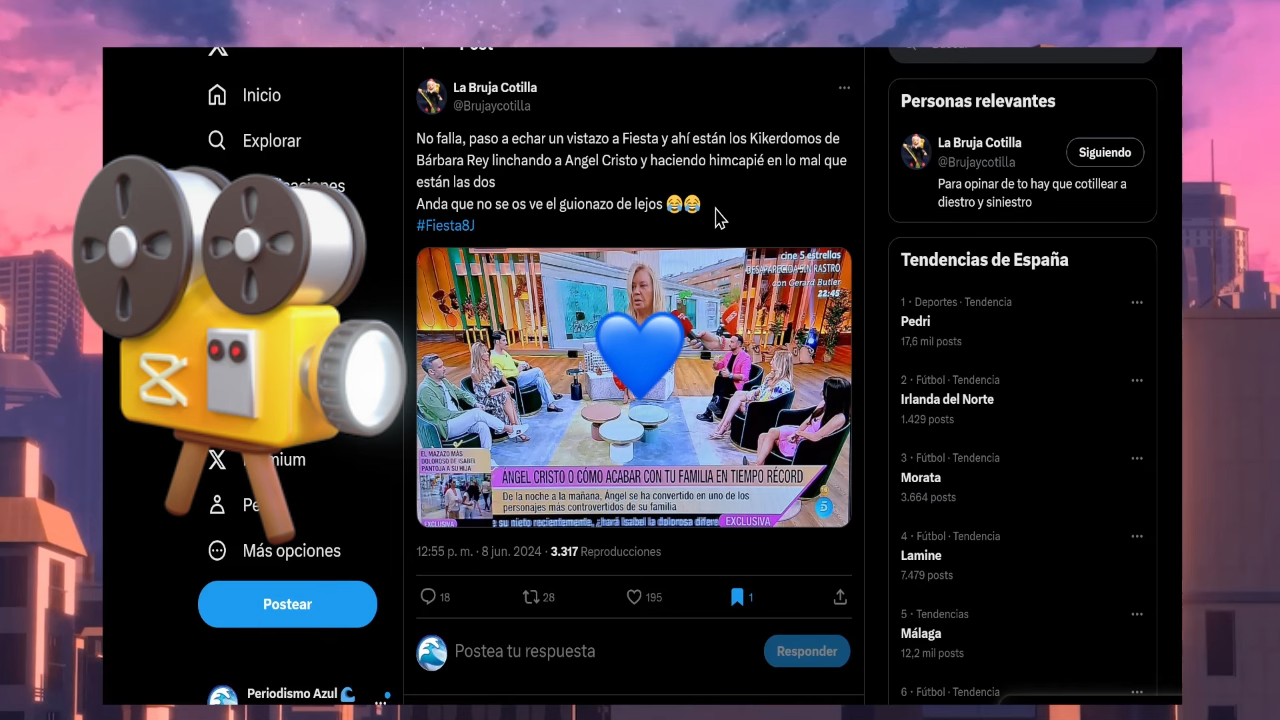 Inicio
Explorar
Más opciones
Postear
Periodismo Azul
Post
La Bruja Cotilla
@Brujaycotilla
No falla, paso a echar un vistazo a Fiesta y ahí están los Kikerdomos de
Bárbara Rey linchando a Angel Cristo y haciendo himcapié en lo mal que
están las dos
Anda que no se os ve el guionazo de lejos 😂😂
#Fiesta8J
cine 5 estrellas
DESAPARECIDA SIN RASTRO
con Gerard Butler
22:45
EL MAZAZO MÁS
DOLOROSO DE ISABEL
PANTOJA A SU HIJA
ÁNGEL CRISTO O CÓMO ACABAR CON TU FAMILIA EN TIEMPO RÉCORD
De la noche a la mañana, Ángel se ha convertido en uno de los
personajes más controvertidos de su familia
EXCLUSIVA
e su nieto recientemente, ¿hará Isabel la dolorosa difere
EXCLUSIVA
12:55 p. m. · 8 jun. 2024 · 3.317 Reproducciones
18
28
195
1
Postea tu respuesta
Responder
Personas relevantes
La Bruja Cotilla
@Brujaycotilla
Siguiendo
Para opinar de to hay que cotillear a
diestro y siniestro
Tendencias de España
1 · Deportes · Tendencia
Pedri
17,6 mil posts
2 · Fútbol · Tendencia
Irlanda del Norte
1.429 posts
3 · Fútbol · Tendencia
Morata
3.664 posts
4 · Fútbol · Tendencia
Lamine
7.479 posts
5 · Tendencias
Málaga
12,2 mil posts
6 · Fútbol · Tendencia